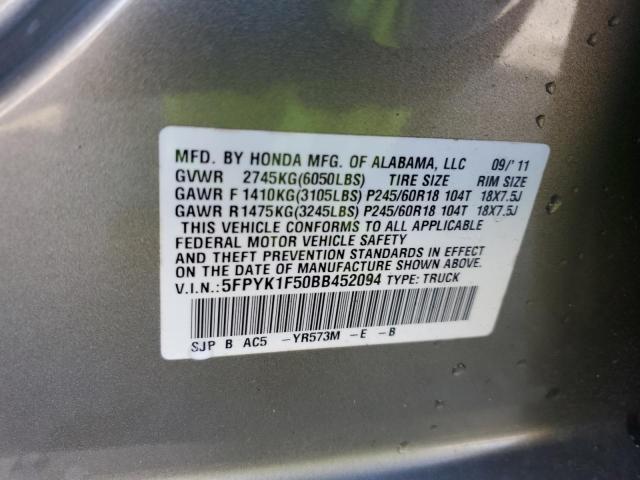 MFD. BY HONDA MFG. OF ALABAMA, LLC 09/'11
GVWR 2745KG(6050LBS) TIRE SIZE RIM SIZE
GAWR F 1410KG(3105LBS) P245/60R18 104T 18X7.5J
GAWR R1475KG(3245LBS) P245/60R18 104T 18X7.5J
THIS VEHICLE CONFORMS TO ALL APPLICABLE
FEDERAL MOTOR VEHICLE SAFETY
AND THEFT PREVENTION STANDARDS IN EFFECT
ON THE DATE OF MANUFACTURE SHOWN ABOVE.
V.I.N.:5FPYK1F50BB452094 TYPE: TRUCK
SJP B AC5 -YR573M -E -B